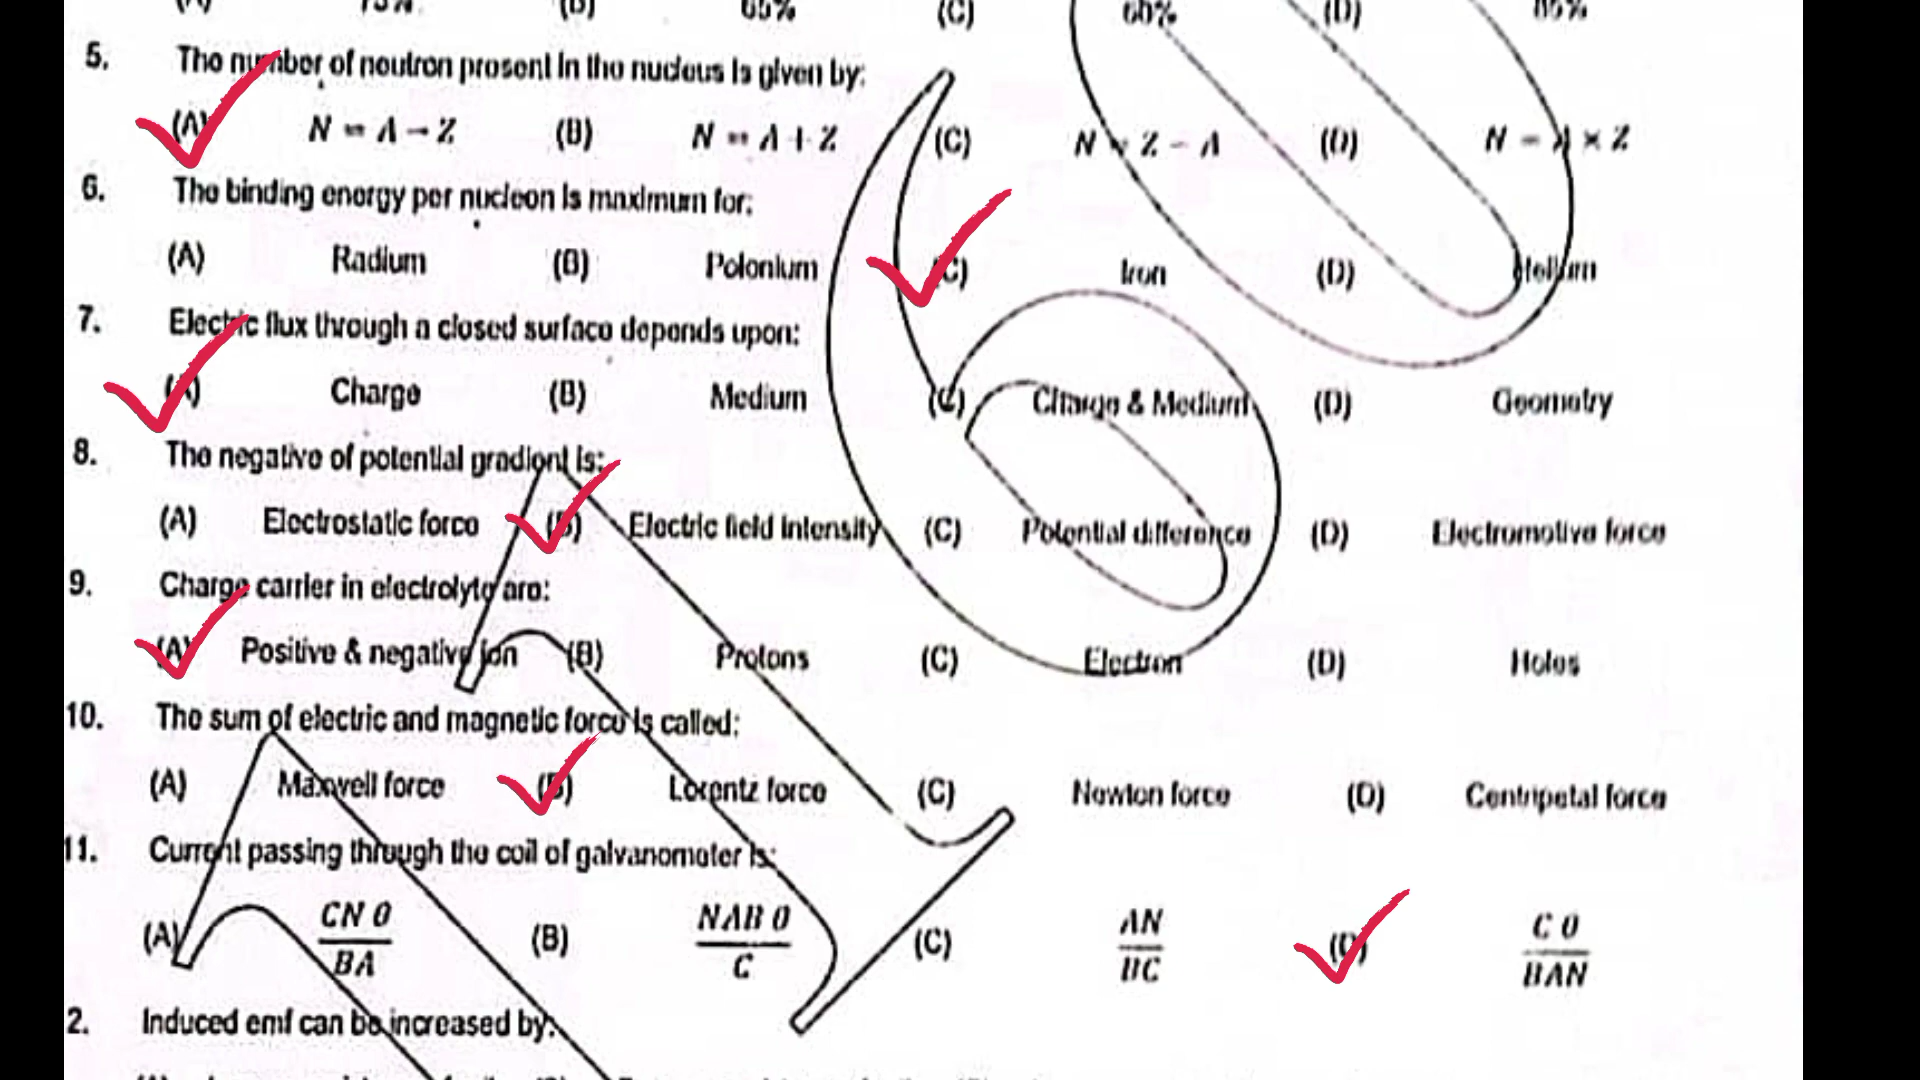 (C) 60% (D)
5. The number of neutron present in the nucleus is given by:
(A) N = A − Z (B) N = A + Z (C) N = Z − A (D) N = A × Z
6. The binding energy per nucleon is maximum for:
(A) Radium (B) Polonium (C) Iron (D) Helium
7. Electric flux through a closed surface depends upon:
(A) Charge (B) Medium (C) Charge & Medium (D) Geometry
8. The negative of potential gradient is:
(A) Electrostatic force (B) Electric field intensity (C) Potential difference (D) Electromotive force
9. Charge carrier in electrolyte are:
(A) Positive & negative ion (B) Protons (C) Electron (D) Holes
10. The sum of electric and magnetic force is called:
(A) Maxwell force (B) Lorentz force (C) Newton force (D) Centripetal force
11. Current passing through the coil of galvanometer is:
(A) CN θ / BA (B) NAB θ / C (C) AN / BC (D) C θ / BAN
2. Induced emf can be increased by: